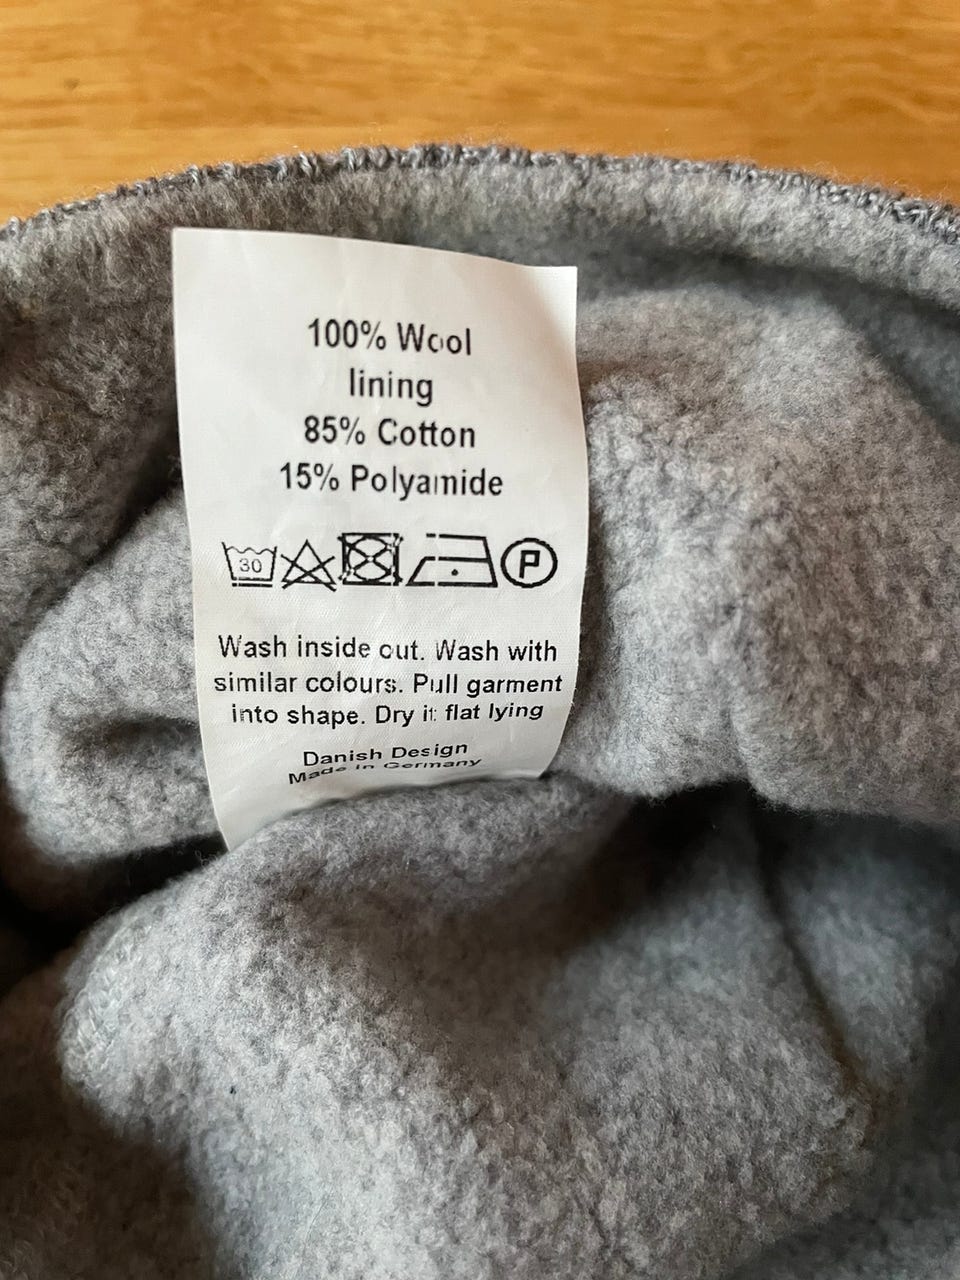 100% Wool
lining
85% Cotton
15% Polyamide
30 P
Wash inside out. Wash with
similar colours. Pull garment
into shape. Dry it flat lying
Danish Design
Made in Germany